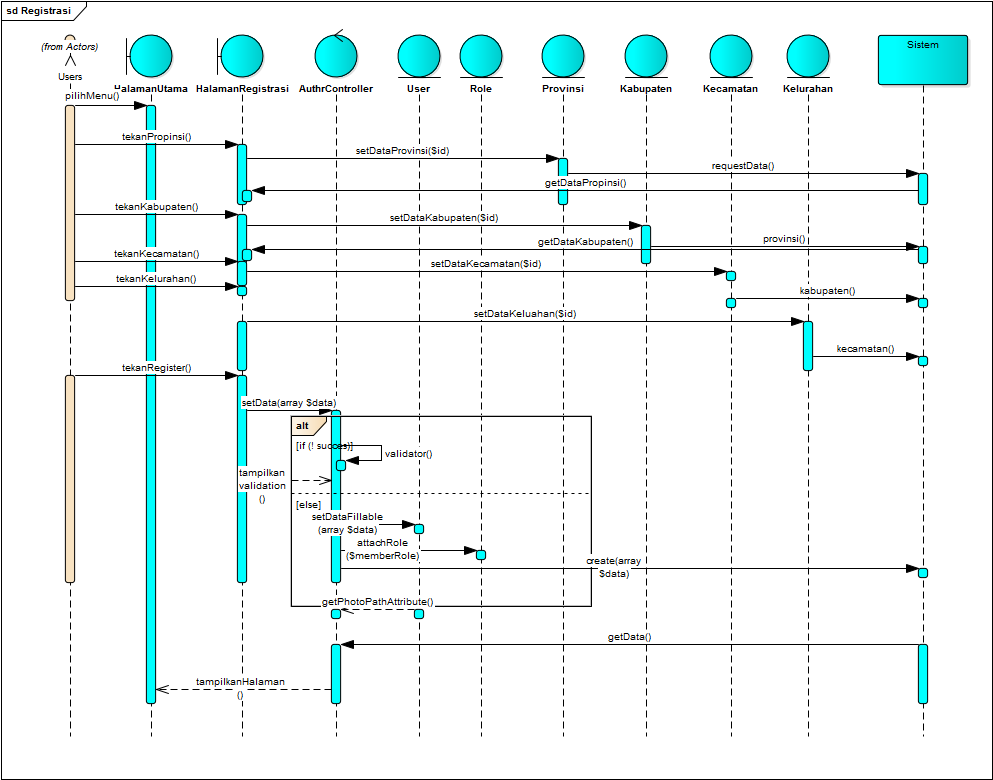 sd Registrasi
(from Actors)
Users
HalamanUtama
HalamanRegistrasi
AuthrController
User
Role
Provinsi
Kabupaten
Kecamatan
Kelurahan
Sistem
pilihMenu()
tekanPropinsi()
setDataProvinsi($id)
requestData()
getDataPropinsi()
tekanKabupaten()
setDataKabupaten($id)
provinsi()
getDataKabupaten()
tekanKecamatan()
setDataKecamatan($id)
tekanKelurahan()
kabupaten()
setDataKeluahan($id)
kecamatan()
tekanRegister()
setData(array $data)
alt
[if (! succes)]
validator()
tampilkan
validation
()
[else]
setDataFillable
(array $data)
attachRole
($memberRole)
create(array
$data)
getPhotoPathAttribute()
getData()
tampilkanHalaman
()